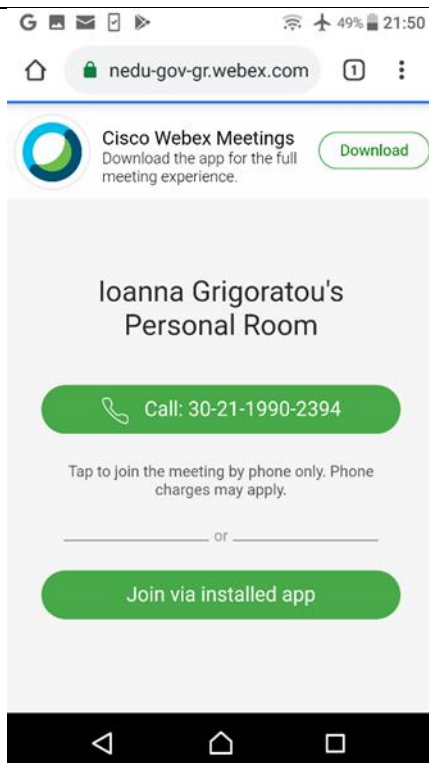 49% 21:50
nedu-gov-gr.webex.com 1
Cisco Webex Meetings
Download the app for the full
meeting experience.
Download
Ioanna Grigoratou's
Personal Room
Call: 30-21-1990-2394
Tap to join the meeting by phone only. Phone
charges may apply.
or
Join via installed app